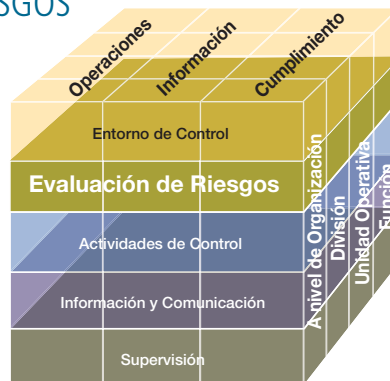 Operaciones
Información
Cumplimiento
Entorno de Control
Evaluación de Riesgos
Actividades de Control
Información y Comunicación
Supervisión
A nivel de Organización
División
Unidad Operativa
Función